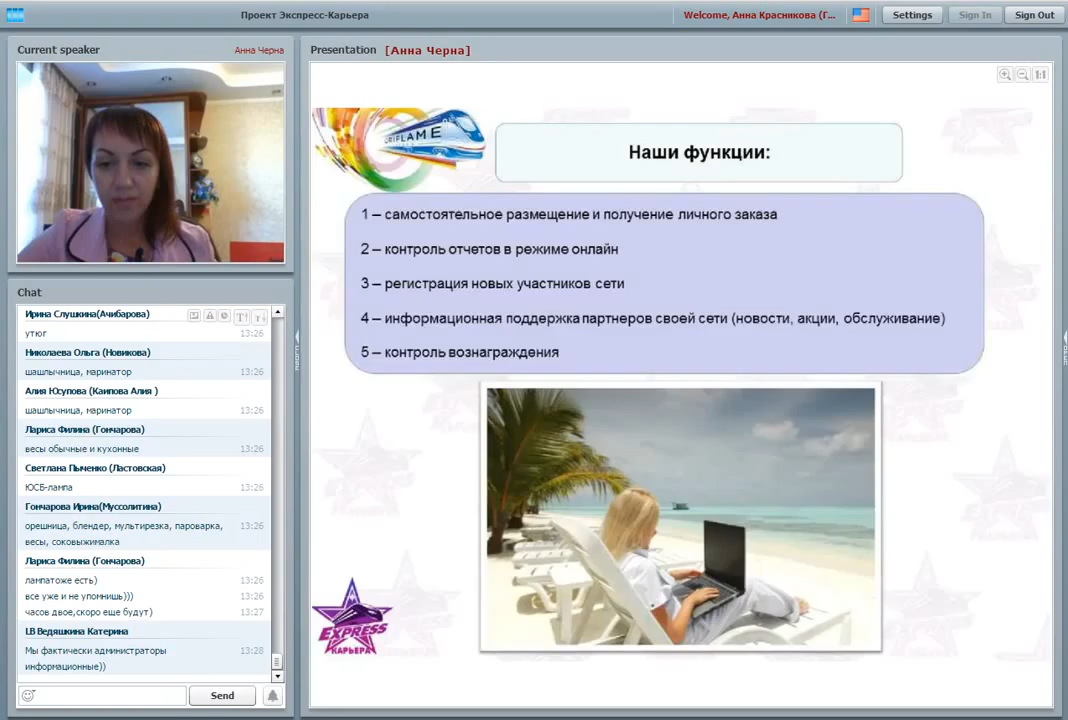 Проект Экспресс-Карьера
Welcome, Анна Красникова (Г...
Settings
Sign In
Sign Out
Current speaker
Анна Черна
Presentation [Анна Черна]
1:1
ORIFLAME
Наши функции:
1 – самостоятельное размещение и получение личного заказа
2 – контроль отчетов в режиме онлайн
3 – регистрация новых участников сети
4 – информационная поддержка партнеров своей сети (новости, акции, обслуживание)
5 – контроль вознаграждения
EXPRESS
КАРЬЕРА
Chat
Ирина Слушкина(Ачибарова)
утюг 13:26
Николаева Ольга (Новикова)
шашлычница, маринатор 13:26
Алия Юсупова (Каипова Алия )
шашлычница, маринатор 13:26
Лариса Филина (Гончарова)
весы обычные и кухонные 13:26
Светлана Пыченко (Ластовская)
ЮСБ-лампа 13:26
Гончарова Ирина(Муссолитина)
орешница, блендер, мультирезка, пароварка, 13:26
весы, соковыжималка
Лариса Филина (Гончарова)
лампатоже есть) 13:26
все уже и не упомнишь))) 13:26
часов двое,скоро еще будут) 13:27
LB Ведяшкина Катерина
Мы фактически администраторы 13:28
информационные))
Send